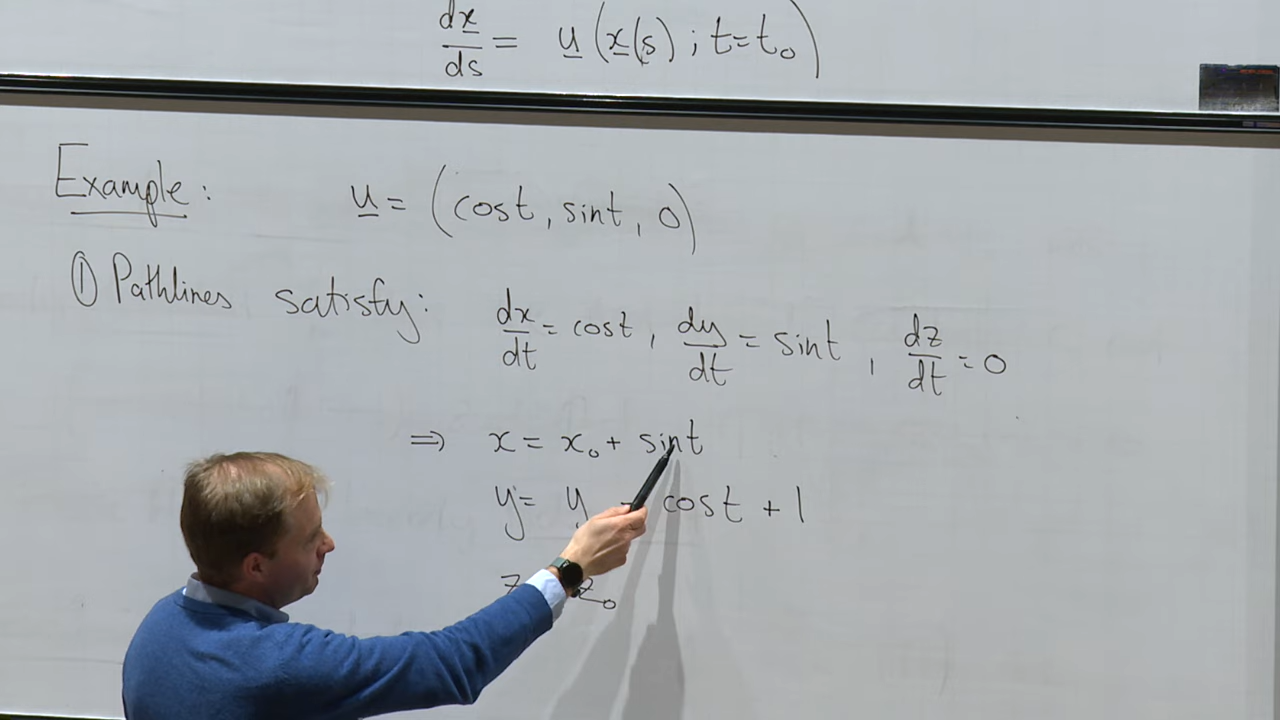 dx/ds = u(x(s); t=t₀)
Example: u = (cost, sint, 0)
① Pathlines satisfy: dx/dt = cost, dy/dt = sint, dz/dt = 0
⇒ x = x₀ + sint
y = y cost + 1
z z₀